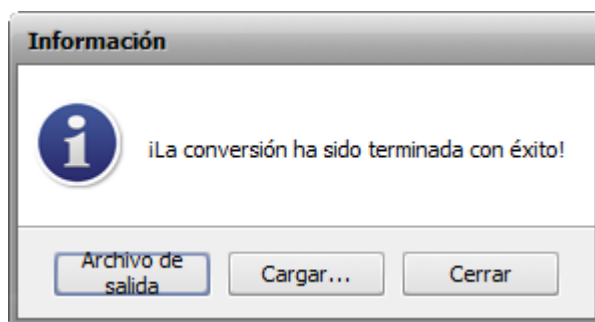 Información
¡La conversión ha sido terminada con éxito!
Archivo de
salida
Cargar...
Cerrar